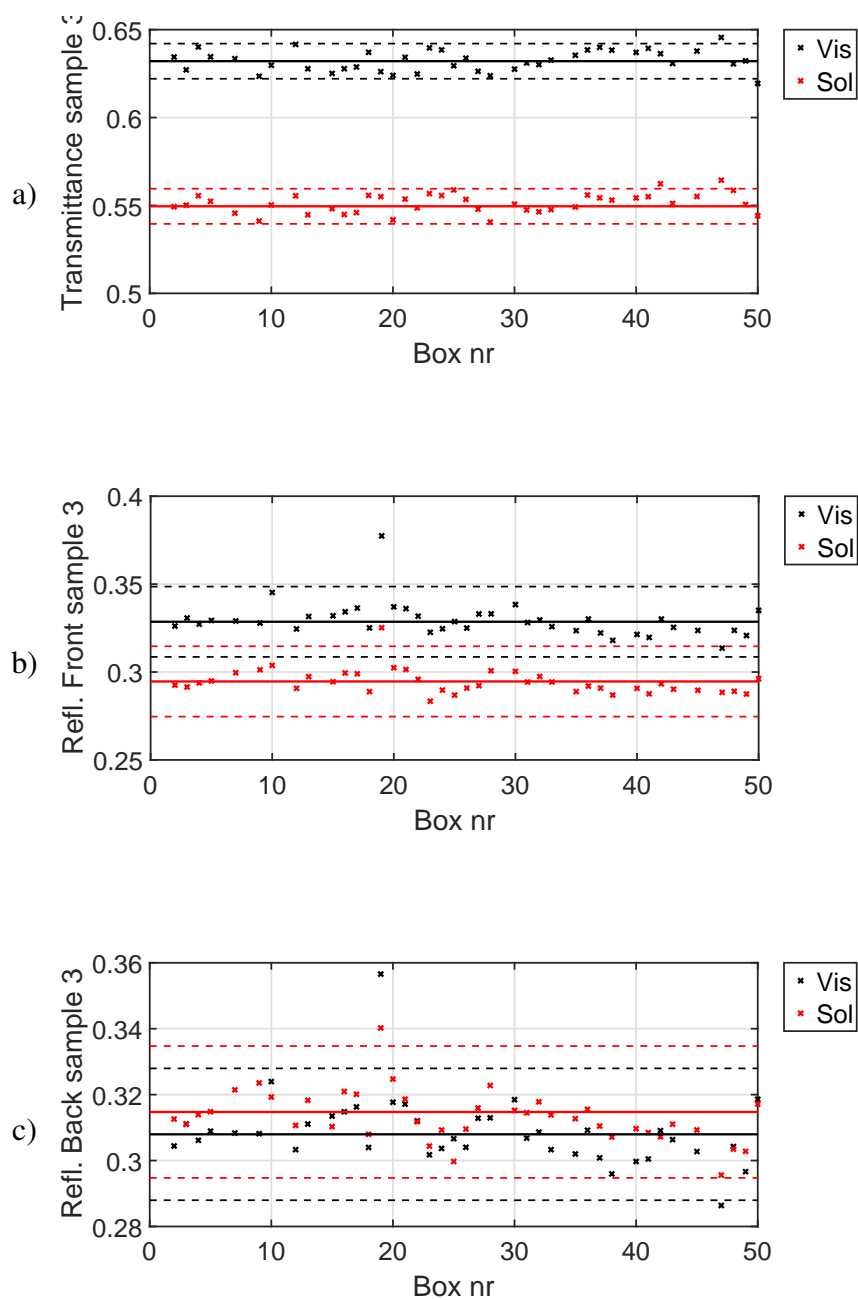 a)
Transmittance sample 3
0.65
0.6
0.55
0.5
0 10 20 30 40 50
Box nr
Vis
Sol
b)
Refl. Front sample 3
0.4
0.35
0.3
0.25
0 10 20 30 40 50
Box nr
Vis
Sol
c)
Refl. Back sample 3
0.36
0.34
0.32
0.3
0.28
0 10 20 30 40 50
Box nr
Vis
Sol